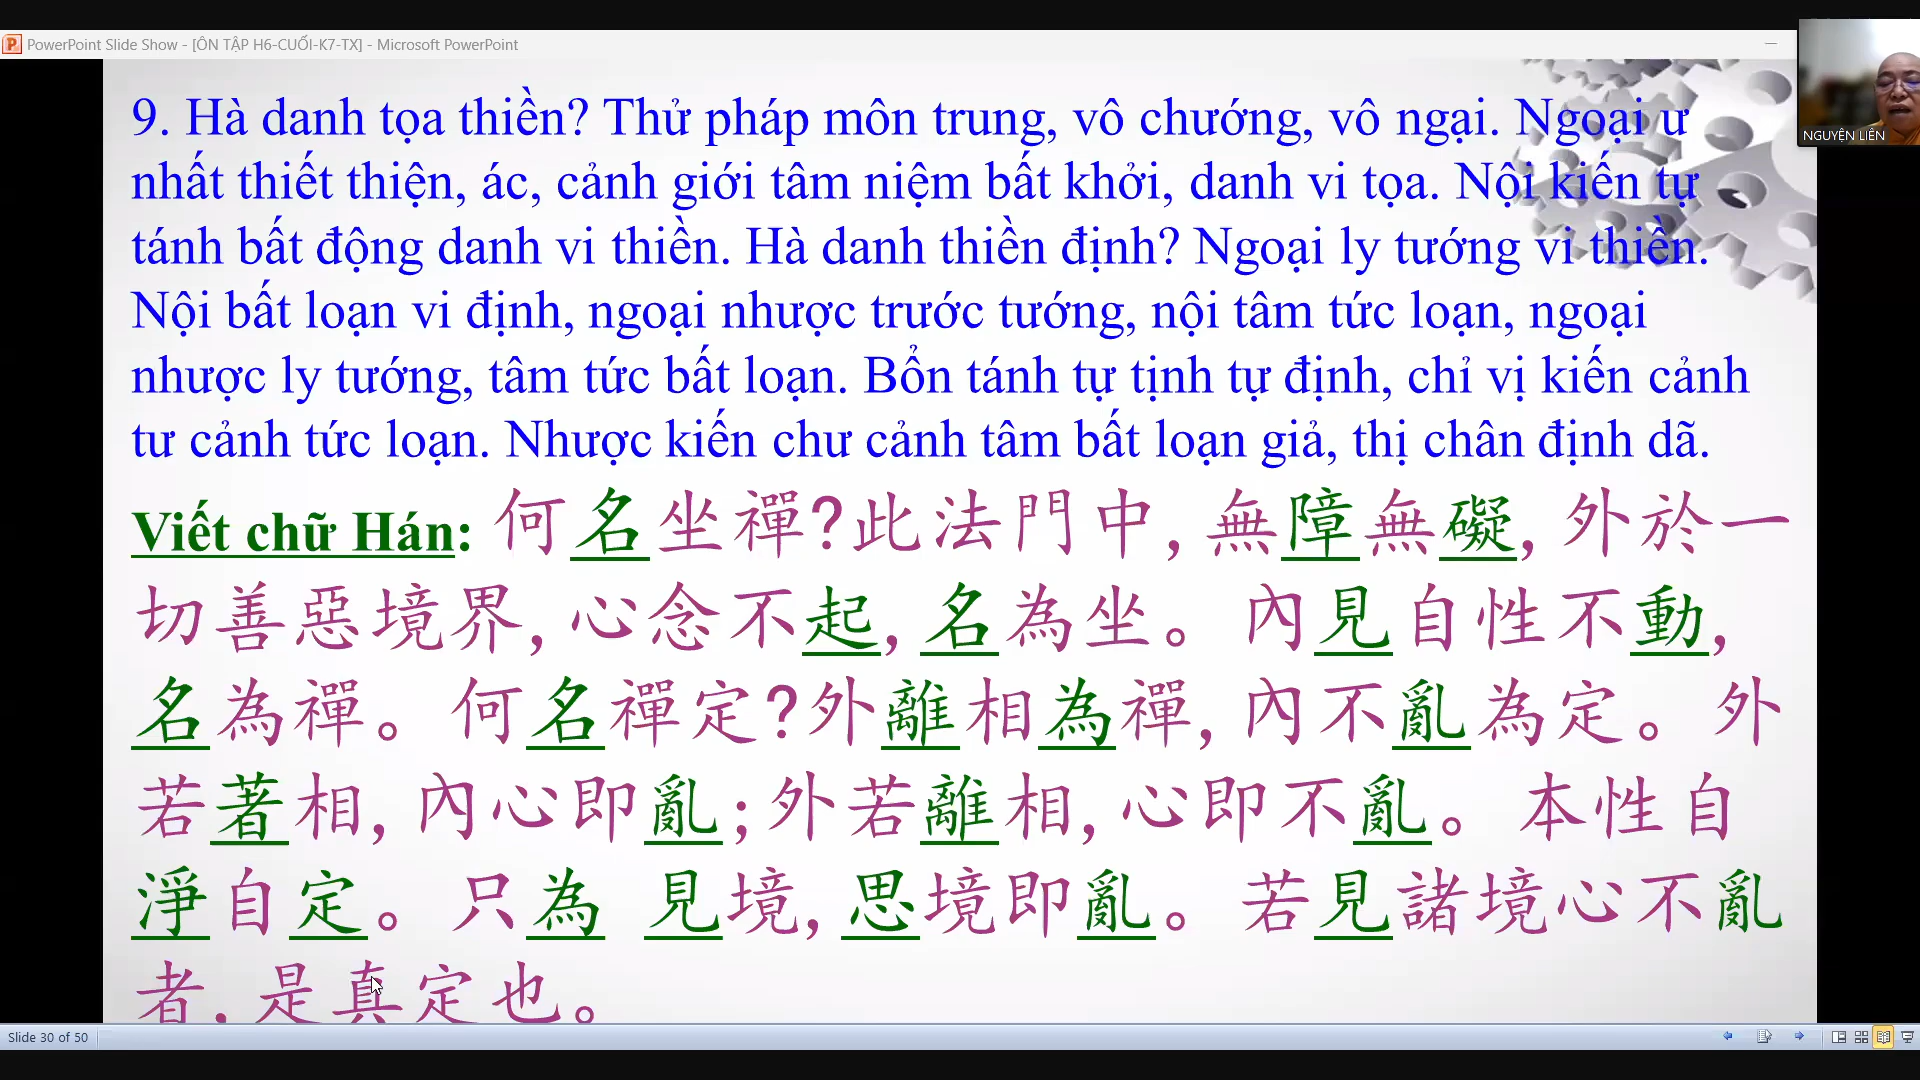 PowerPoint Slide Show - [ÔN TẬP H6-CUỐI-K7-TX] - Microsoft PowerPoint
NGUYỆN LIÊN
9. Hà danh tọa thiền? Thử pháp môn trung, vô chướng, vô ngại. Ngoại ư
nhất thiết thiện, ác, cảnh giới tâm niệm bất khởi, danh vi tọa. Nội kiến tự
tánh bất động danh vi thiền. Hà danh thiền định? Ngoại ly tướng vi thiền.
Nội bất loạn vi định, ngoại nhược trước tướng, nội tâm tức loạn, ngoại
nhược ly tướng, tâm tức bất loạn. Bổn tánh tự tịnh tự định, chỉ vị kiến cảnh
tư cảnh tức loạn. Nhược kiến chư cảnh tâm bất loạn giả, thị chân định dã.
Viết chữ Hán: 何名坐禪?此法門中,無障無礙,外於一
切善惡境界,心念不起,名為坐。內見自性不動,
名為禪。何名禪定?外離相為禪,內不亂為定。外
若著相,內心即亂;外若離相,心即不亂。本性自
淨自定。只為 見境,思境即亂。若見諸境心不亂
者,是真定也。
Slide 30 of 50